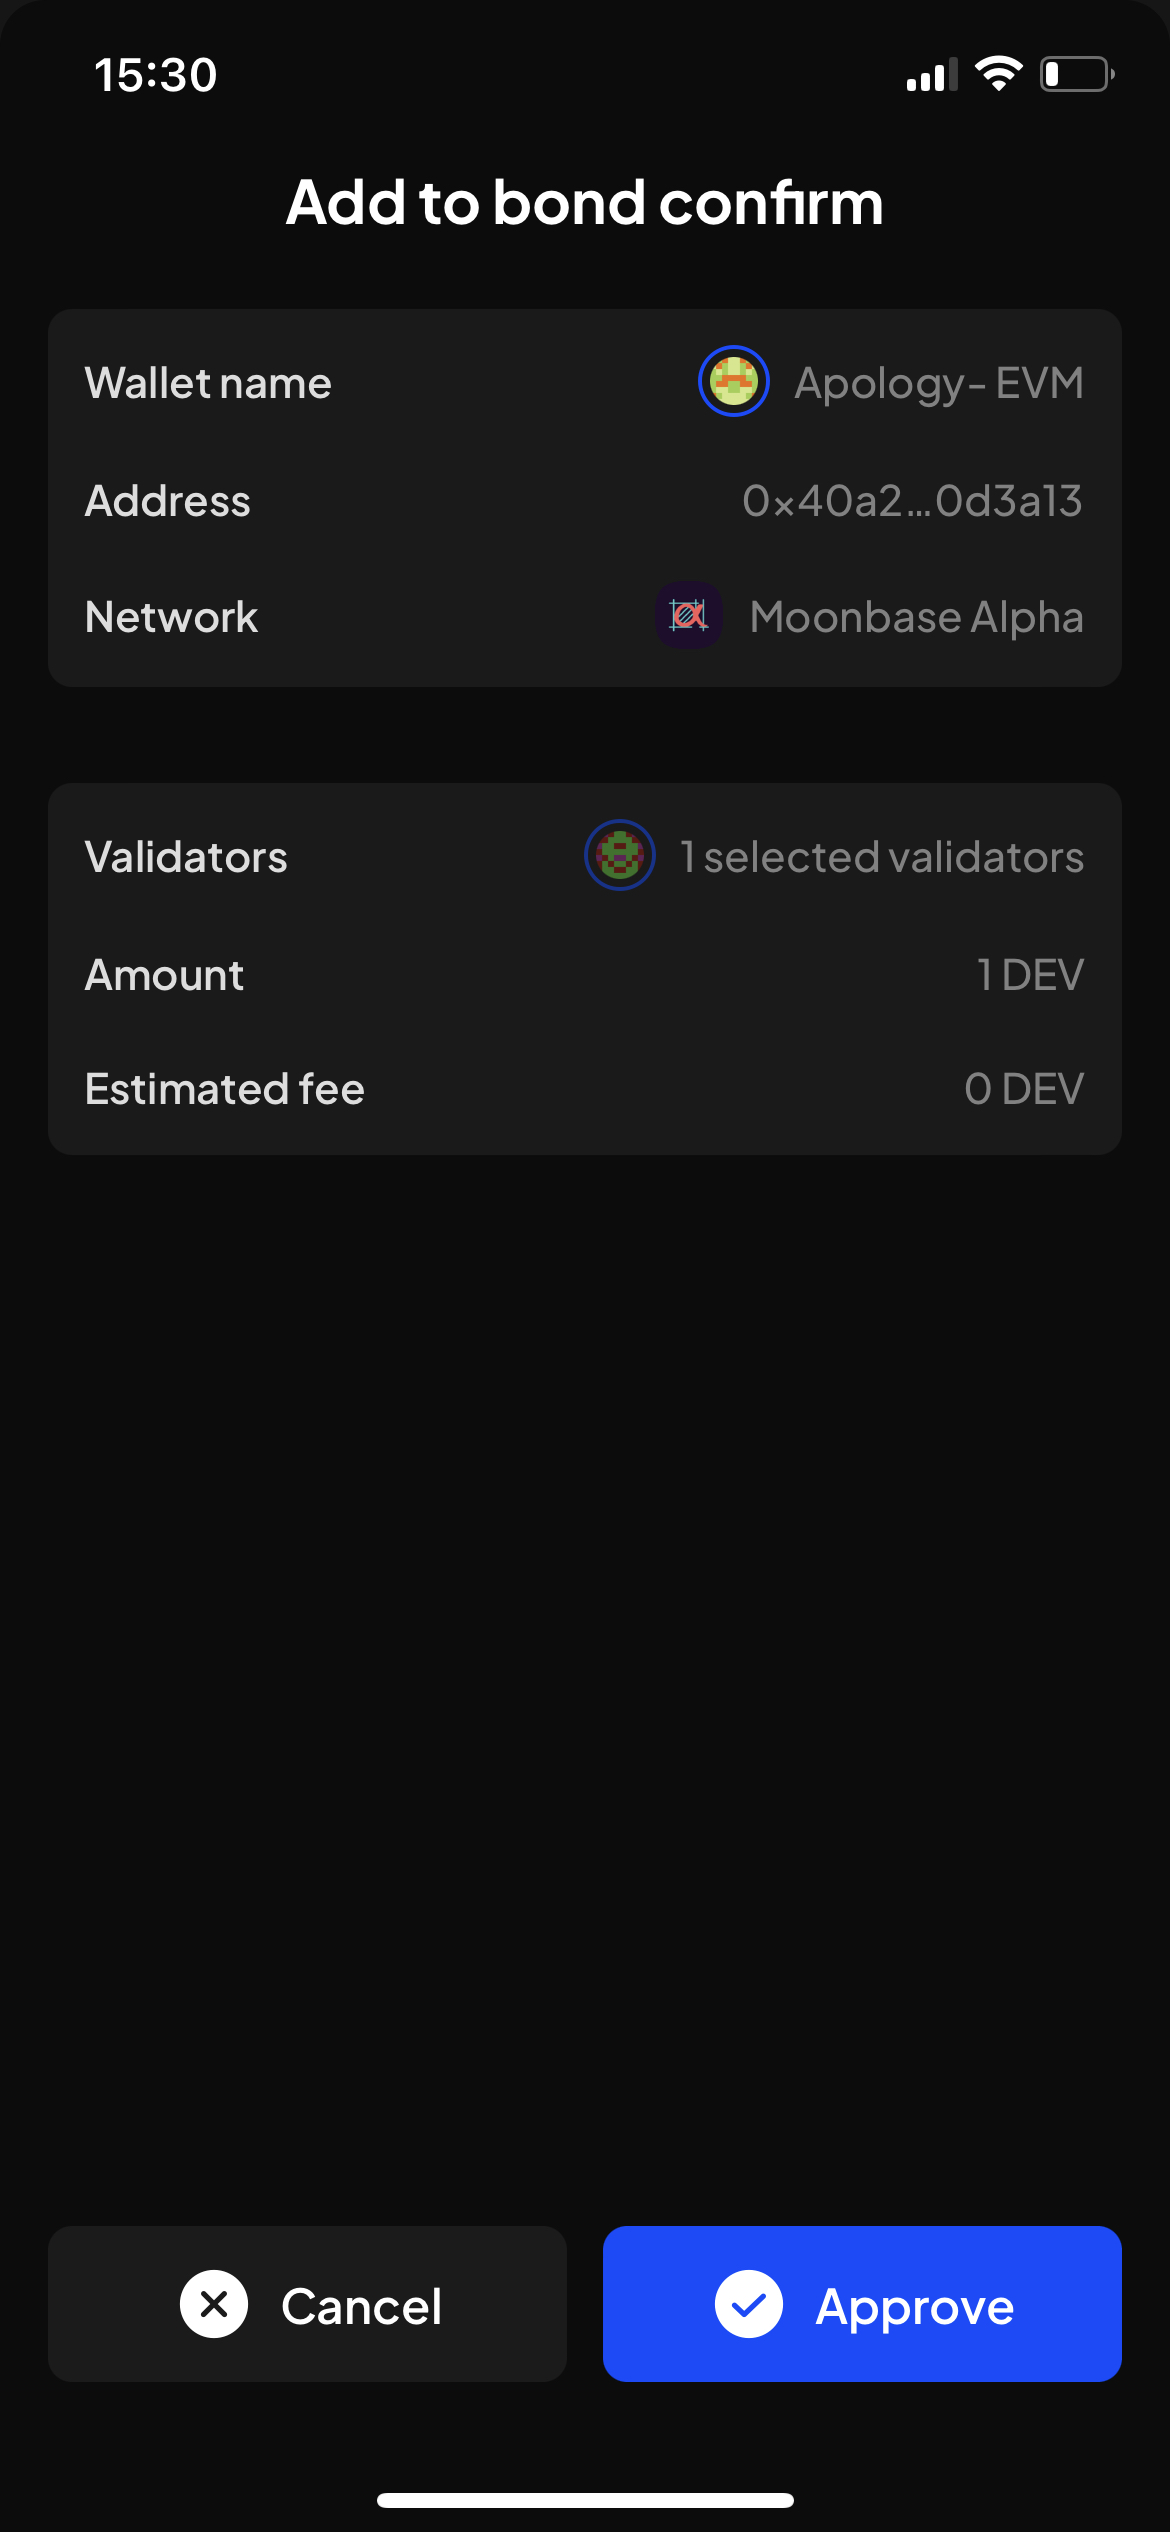 15:30
Add to bond confirm
Wallet name Apology- EVM
Address 0x40a2...0d3a13
Network Moonbase Alpha
Validators 1 selected validators
Amount 1 DEV
Estimated fee 0 DEV
Cancel Approve